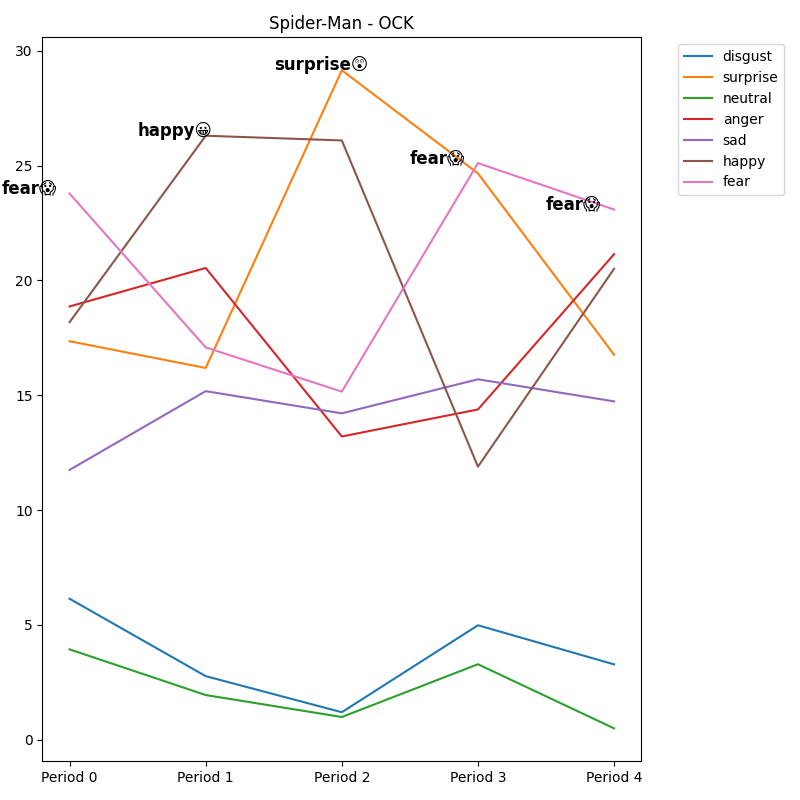 Spider-Man - OCK
30
25
20
15
10
5
0
surprise😲
happy😀
fear😱
fear😱
fear😱
Period 0
Period 1
Period 2
Period 3
Period 4
disgust
surprise
neutral
anger
sad
happy
fear